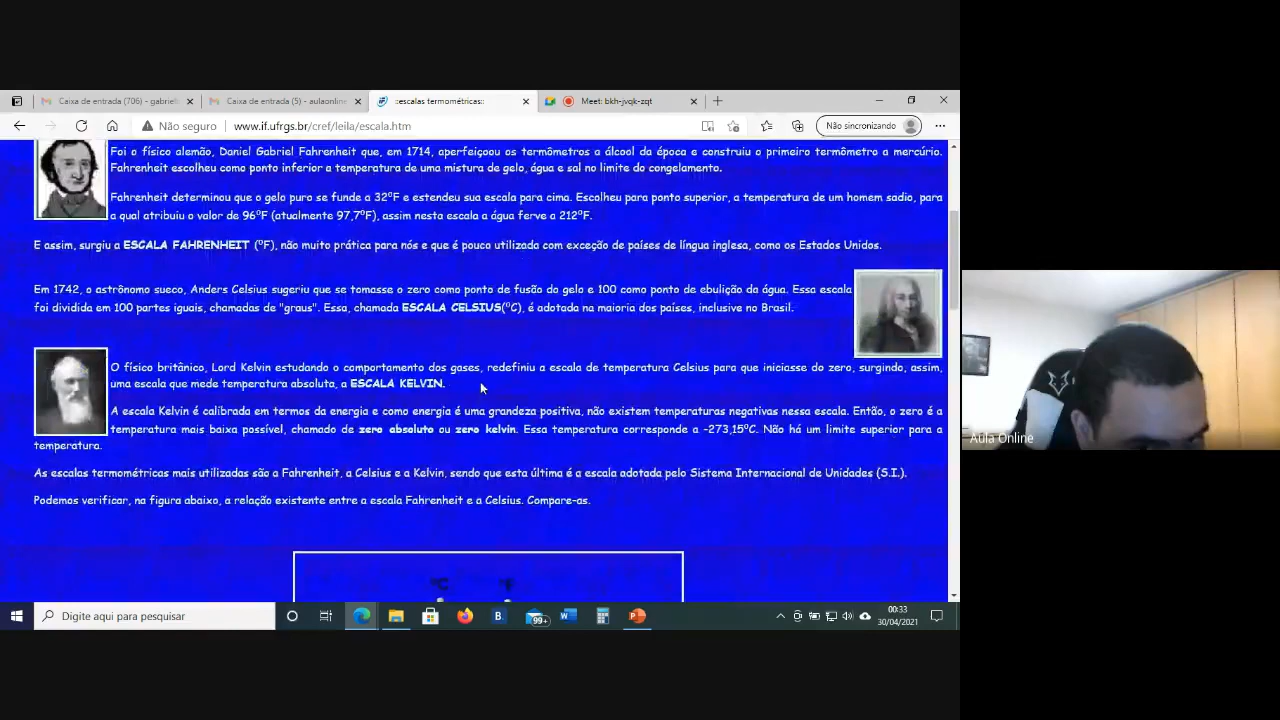 Caixa de entrada (706) - gabriel
Caixa de entrada (5) - aulaonline
::escalas termométricas::
Meet: bkh-jvqk-zqt
Não seguro
www.if.ufrgs.br/cref/leila/escala.htm
Não sincronizando
Foi o físico alemão, Daniel Gabriel Fahrenheit que, em 1714, aperfeiçoou os termômetros a álcool da época e construiu o primeiro termômetro a mercúrio.
Fahrenheit escolheu como ponto inferior a temperatura de uma mistura de gelo, água e sal no limite do congelamento.
Fahrenheit determinou que o gelo puro se funde a 32ºF e estendeu sua escala para cima. Escolheu para ponto superior, a temperatura de um homem sadio, para
a qual atribuiu o valor de 96ºF (atualmente 97,7ºF), assim nesta escala a água ferve a 212ºF.
E assim, surgiu a ESCALA FAHRENHEIT (ºF), não muito prática para nós e que é pouco utilizada com exceção de países de língua inglesa, como os Estados Unidos.
Em 1742, o astrônomo sueco, Anders Celsius sugeriu que se tomasse o zero como ponto de fusão do gelo e 100 como ponto de ebulição da água. Essa escala
foi dividida em 100 partes iguais, chamadas de "graus". Essa, chamada ESCALA CELSIUS(ºC), é adotada na maioria dos países, inclusive no Brasil.
O físico britânico, Lord Kelvin estudando o comportamento dos gases, redefiniu a escala de temperatura Celsius para que iniciasse do zero, surgindo, assim,
uma escala que mede temperatura absoluta, a ESCALA KELVIN.
A escala Kelvin é calibrada em termos da energia e como energia é uma grandeza positiva, não existem temperaturas negativas nessa escala. Então, o zero é a
temperatura mais baixa possível, chamado de zero absoluto ou zero kelvin. Essa temperatura corresponde a -273,15ºC. Não há um limite superior para a
temperatura.
As escalas termométricas mais utilizadas são a Fahrenheit, a Celsius e a Kelvin, sendo que esta última é a escala adotada pelo Sistema Internacional de Unidades (S.I.).
Podemos verificar, na figura abaixo, a relação existente entre a escala Fahrenheit e a Celsius. Compare-as.
ºC ºF
Aula Online
Digite aqui para pesquisar
B
99+
00:33
30/04/2021